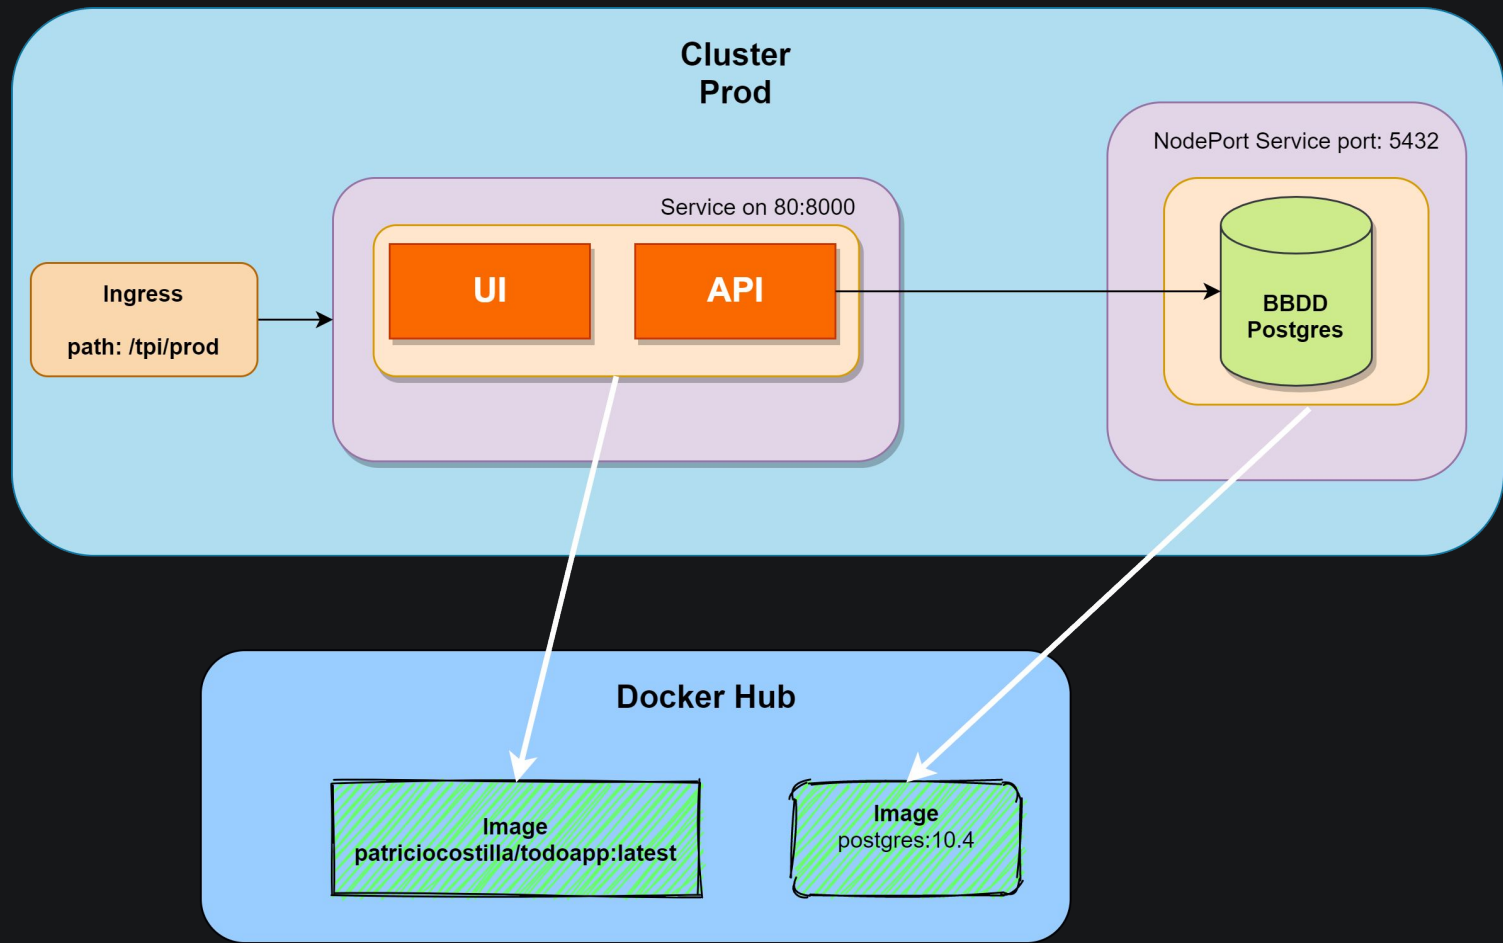 Cluster
Prod
NodePort Service port: 5432
Service on 80:8000
Ingress
path: /tpi/prod
UI
API
BBDD
Postgres
Docker Hub
Image
patriciocostilla/todoapp:latest
Image
postgres:10.4